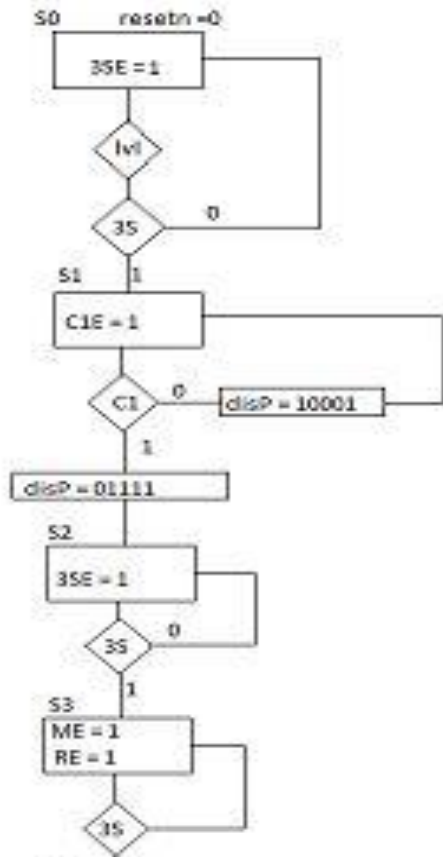 S0 resetn =0
3SE = 1
lvl
3S
0
1
S1
C1E = 1
C1
0
disP = 10001
1
disP = 01111
S2
3SE = 1
3S
0
1
S3
ME = 1
RE = 1
3S